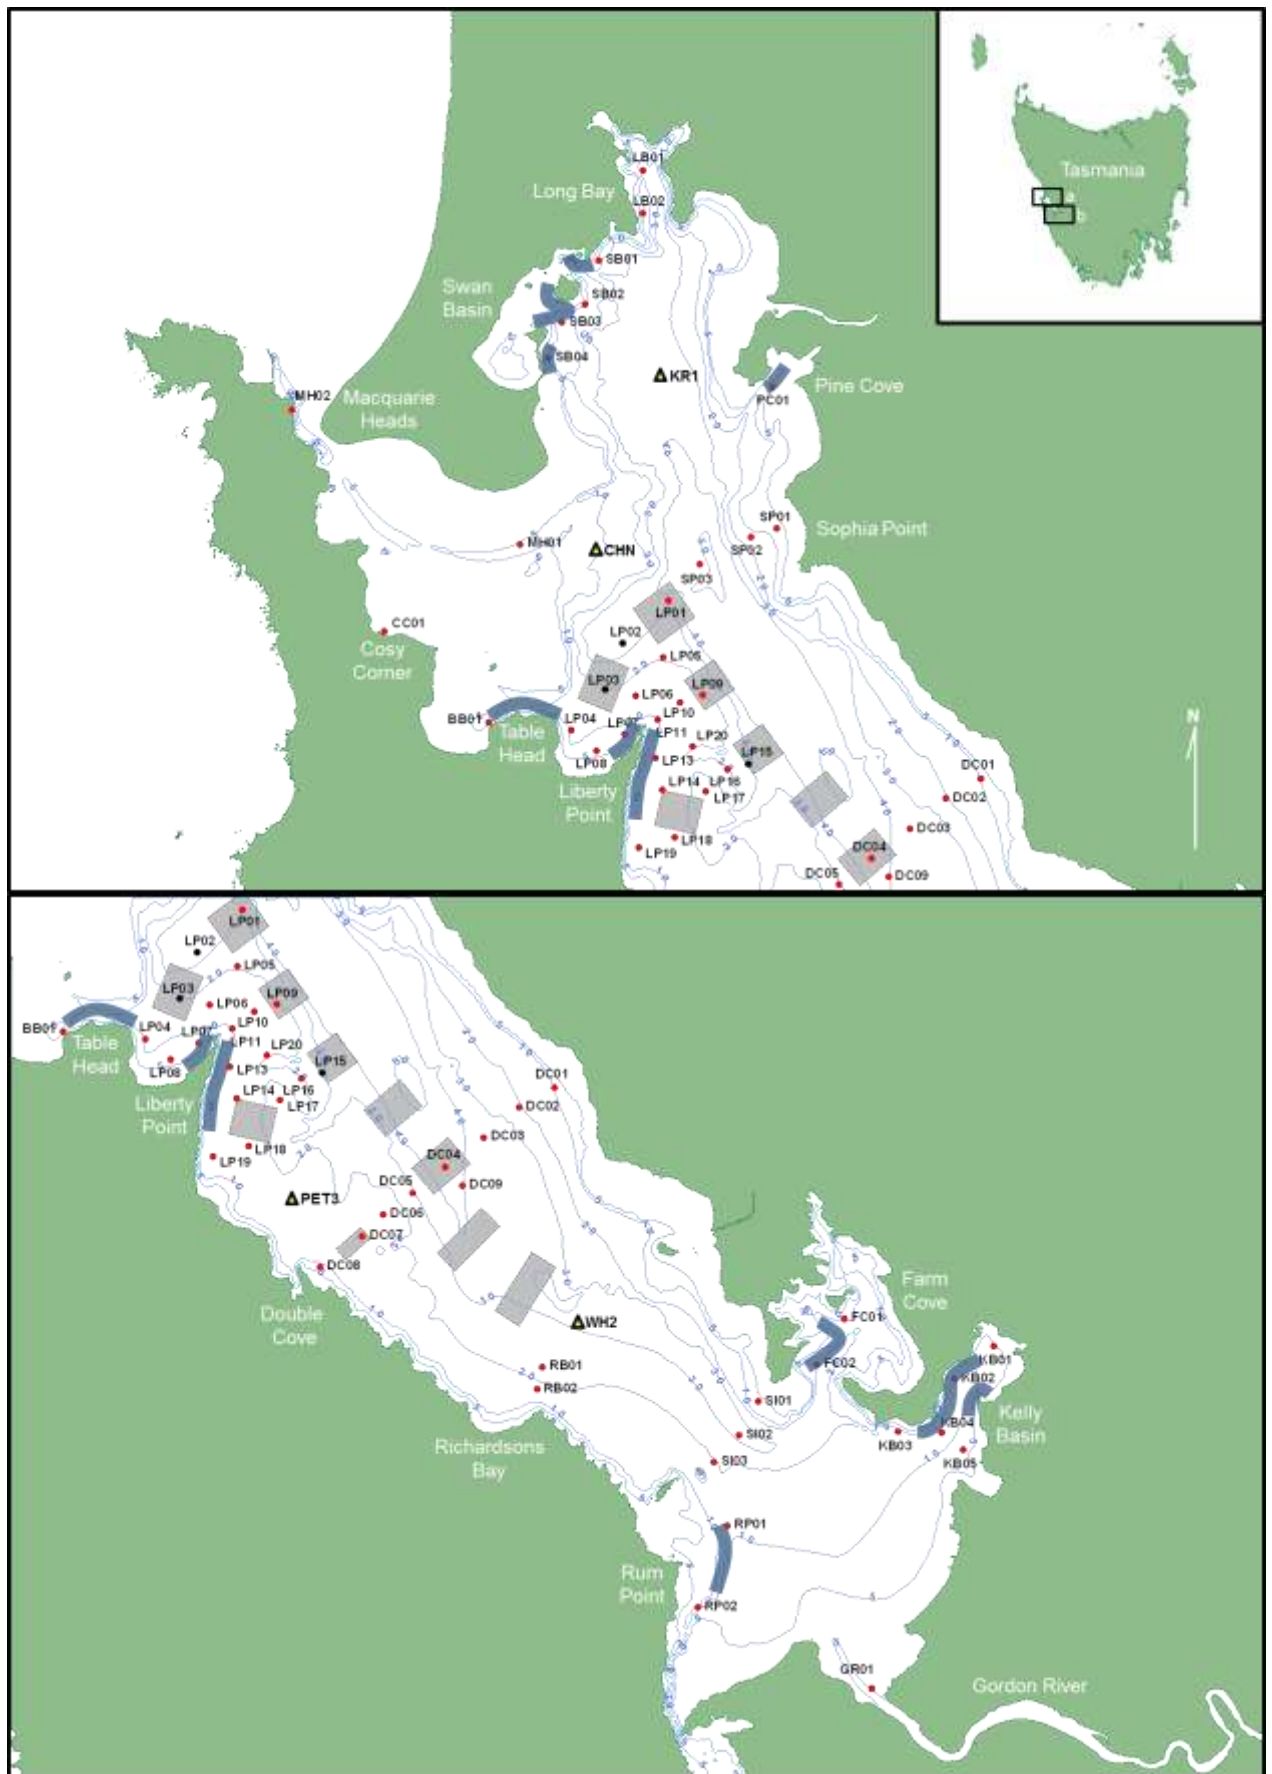 Tasmania
a
b
LB01
Long Bay
LB02
SB01
Swan
Basin
SB02
SB03
SB04
KR1
Pine Cove
PC01
MH02
Macquarie
Heads
SP01
Sophia Point
SP02
MH01
CHN
SP03
LP01
CC01
Cosy
Corner
LP02
LP05
LP03
LP09
LP06
BB01
Table
Head
LP04
LP07
LP10
LP11
LP20
LP08
LP13
LP15
Liberty
Point
LP14
LP16
LP17
DC01
DC02
DC03
LP18
LP19
DC04
DC05
DC09
N
LP01
LP02
LP05
LP03
LP09
LP06
BB01
Table
Head
LP04
LP07
LP10
LP11
LP20
LP08
LP13
LP15
Liberty
Point
LP14
LP16
LP17
DC01
DC02
DC03
LP18
LP19
DC04
DC05
DC09
PET3
DC06
DC07
DC08
Double
Cove
WH2
Farm
Cove
FC01
FC02
RB01
RB02
KB01
KB02
SI01
Kelly
Basin
KB04
KB03
KB05
SI02
SI03
Richardsons
Bay
RP01
Rum
Point
RP02
GR01
Gordon River